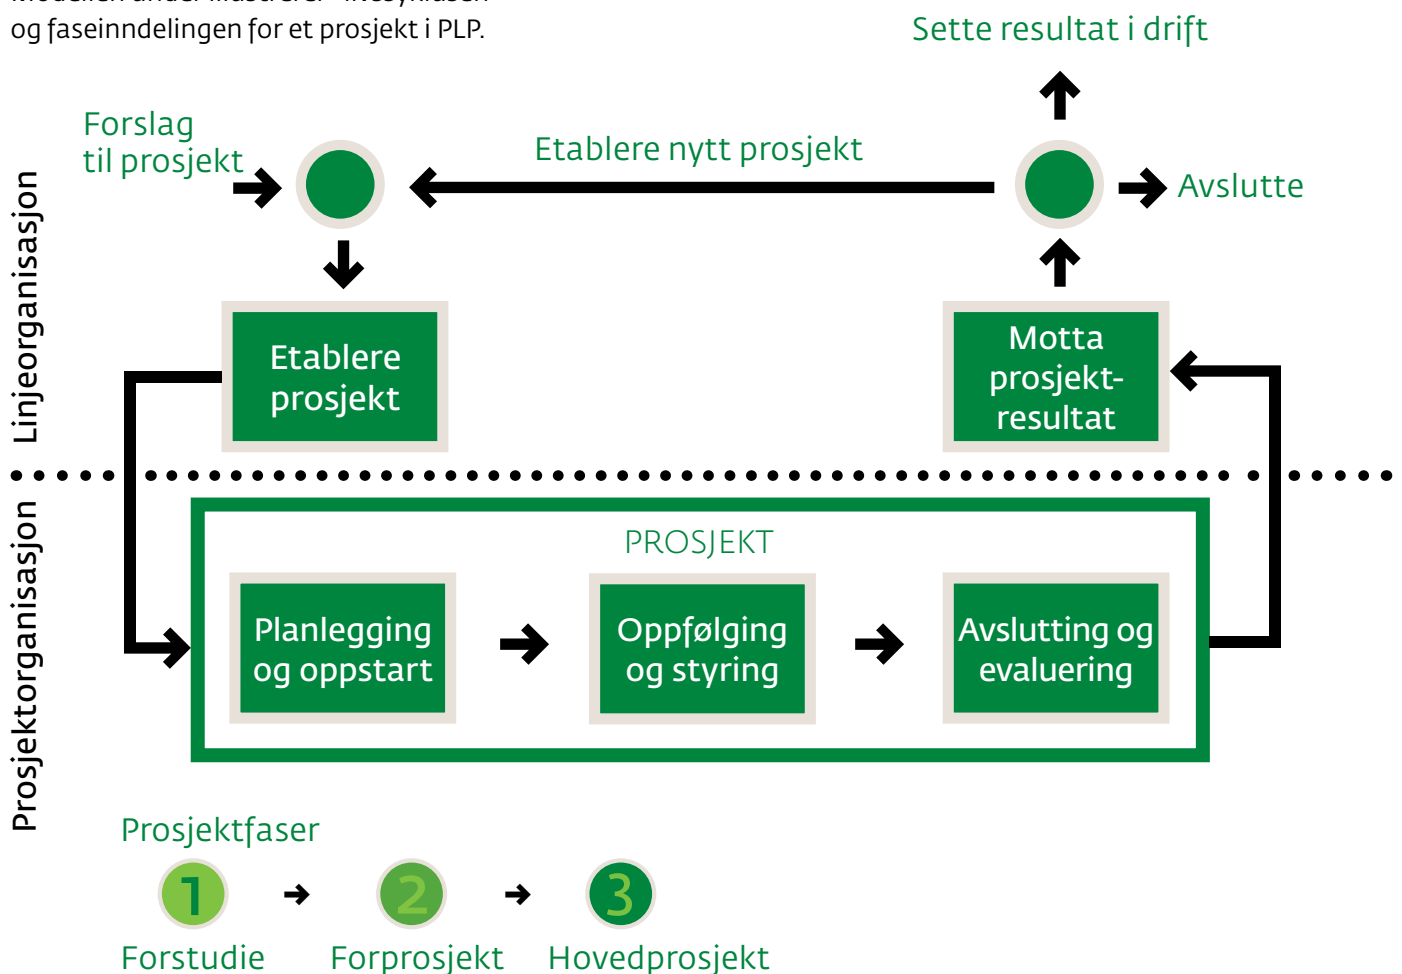 og faseinndelingen for et prosjekt i PLP.
Sette resultat i drift
Forslag
til prosjekt
Etablere nytt prosjekt
Avslutte
Linjeorganisasjon
Etablere
prosjekt
Motta
prosjekt-
resultat
Prosjektorganisasjon
PROSJEKT
Planlegging
og oppstart
Oppfølging
og styring
Avslutting og
evaluering
Prosjektfaser
1
2
3
Forstudie
Forprosjekt
Hovedprosjekt